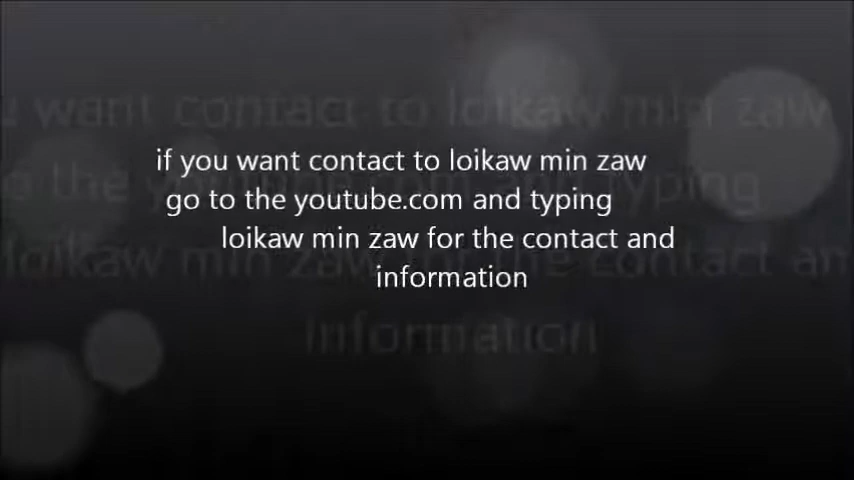 if you want contact to loikaw min zaw
go to the youtube.com and typing
loikaw min zaw for the contact and
information